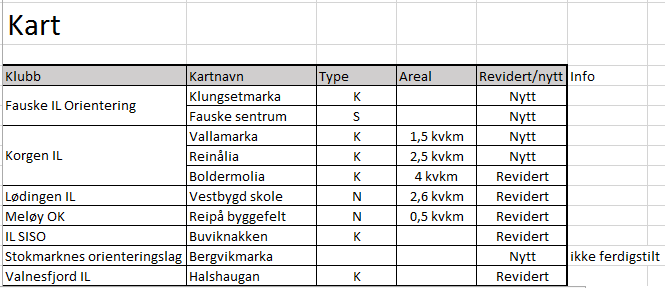 Kart
Klubb Kartnavn Type Areal Revidert/nytt Info
Fauske IL Orientering Klungsetmarka K Nytt
Fauske sentrum S Nytt
Korgen IL Vallamarka K 1,5 kvkm Nytt
Reinålia K 2,5 kvkm Nytt
Boldermolia K 4 kvkm Revidert
Lødingen IL Vestbygd skole N 2,6 kvkm Revidert
Meløy OK Reipå byggefelt N 0,5 kvkm Revidert
IL SISO Buviknakken K Revidert
Stokmarknes orienteringslag Bergvikmarka Nytt ikke ferdigstilt
Valnesfjord IL Halshaugan K Revidert